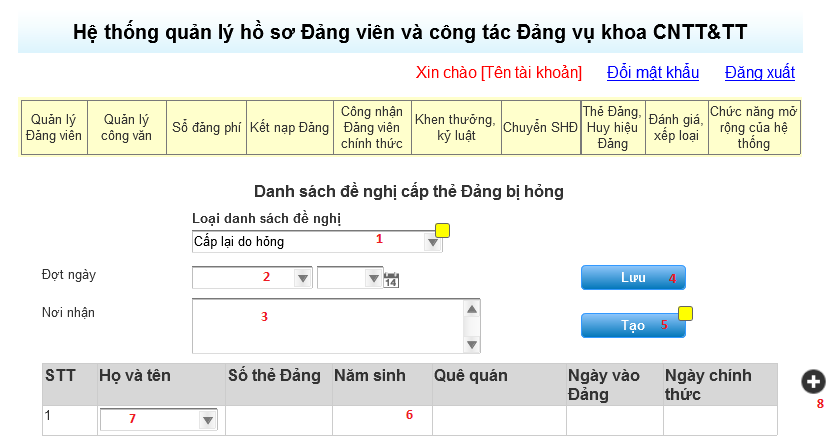 Hệ thống quản lý hồ sơ Đảng viên và công tác Đảng vụ khoa CNTT&TT
Xin chào [Tên tài khoản] Đổi mật khẩu Đăng xuất
Quản lý Đảng viên
Quản lý công văn
Sổ đảng phí
Kết nạp Đảng
Công nhận Đảng viên chính thức
Khen thưởng, kỷ luật
Chuyển SHĐ
Thẻ Đảng, Huy hiệu Đảng
Đánh giá, xếp loại
Chức năng mở rộng của hệ thống
Danh sách đề nghị cấp thẻ Đảng bị hỏng
Loại danh sách đề nghị
Cấp lại do hỏng 1
Đợt ngày 2 14 Lưu 4
Nơi nhận 3
Tạo 5
STT Họ và tên Số thẻ Đảng Năm sinh Quê quán Ngày vào Đảng Ngày chính thức
1 7 6
8